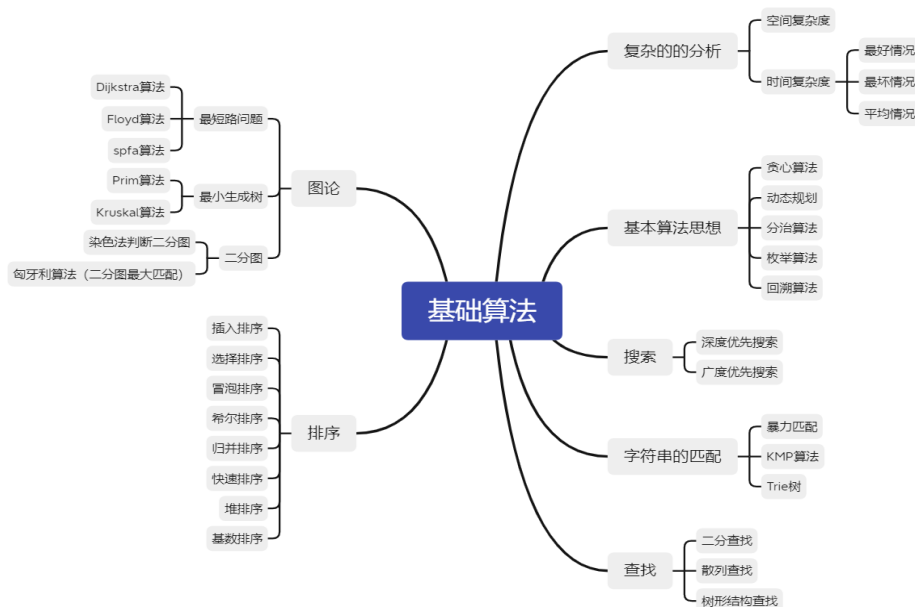 基础算法
复杂的的分析
空间复杂度
时间复杂度
最好情况
最坏情况
平均情况
基本算法思想
贪心算法
动态规划
分治算法
枚举算法
回溯算法
搜索
深度优先搜索
广度优先搜索
字符串的匹配
暴力匹配
KMP算法
Trie树
查找
二分查找
散列查找
树形结构查找
图论
最短路问题
Dijkstra算法
Floyd算法
spfa算法
最小生成树
Prim算法
Kruskal算法
二分图
染色法判断二分图
匈牙利算法（二分图最大匹配）
排序
插入排序
选择排序
冒泡排序
希尔排序
归并排序
快速排序
堆排序
基数排序